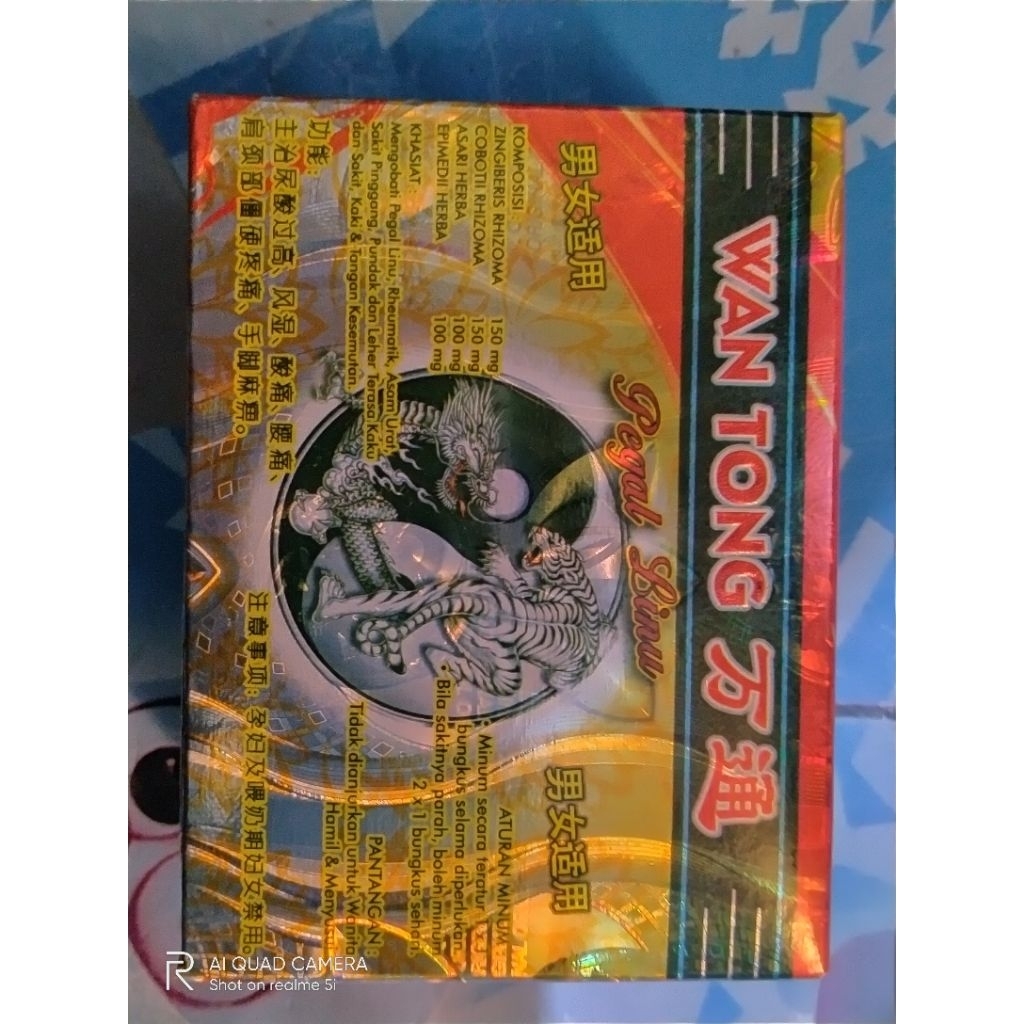 WAN TONG 万通
Pegal Linu
男女适用
男女适用
KOMPOSISI :
ZINGIBERIS RHIZOMA 150 mg
COBOTII RHIZOMA 150 mg
ASARI HERBA 100 mg
EPIMEDII HERBA 100 mg
KHASIAT :
Mengobati Pegal Linu, Rheumatik, Asam Urat,
Sakit Pinggang, Pundak dan Leher Terasa Kaku
dan Sakit, Kaki & Tangan Kesemutan.
功能:
主治尿酸过高、风湿、酸痛、腰痛、
肩颈部僵硬疼痛、手脚麻痹。
ATURAN MINUM
• Minum secara teratur 1 x 1
bungkus selama diperlukan.
• Bila sakitnya parah, boleh minum
2 x 1 bungkus sehari.
PANTANGAN :
Tidak dianjurkan untuk Wanita
Hamil & Menyusui
注意事项: 孕妇及喂奶期妇女禁用。
R AI QUAD CAMERA
Shot on realme 5i